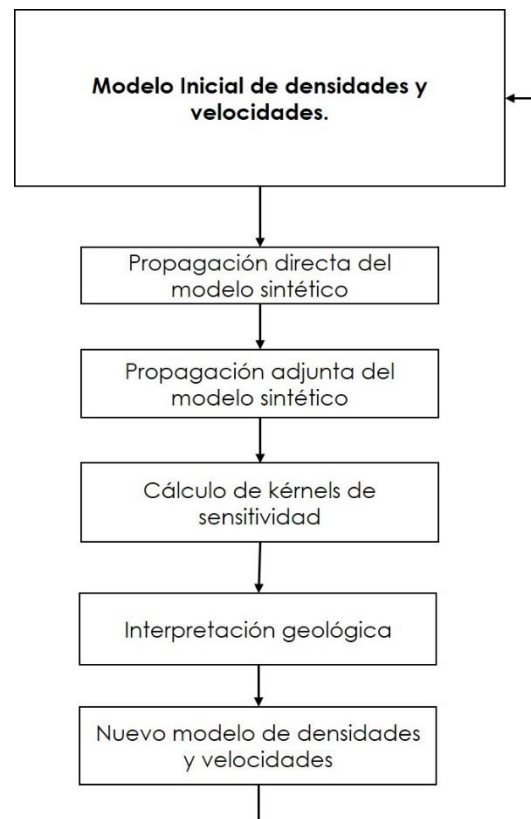 Modelo Inicial de densidades y
velocidades.
Propagación directa del
modelo sintético
Propagación adjunta del
modelo sintético
Cálculo de kérnels de
sensitividad
Interpretación geológica
Nuevo modelo de densidades
y velocidades